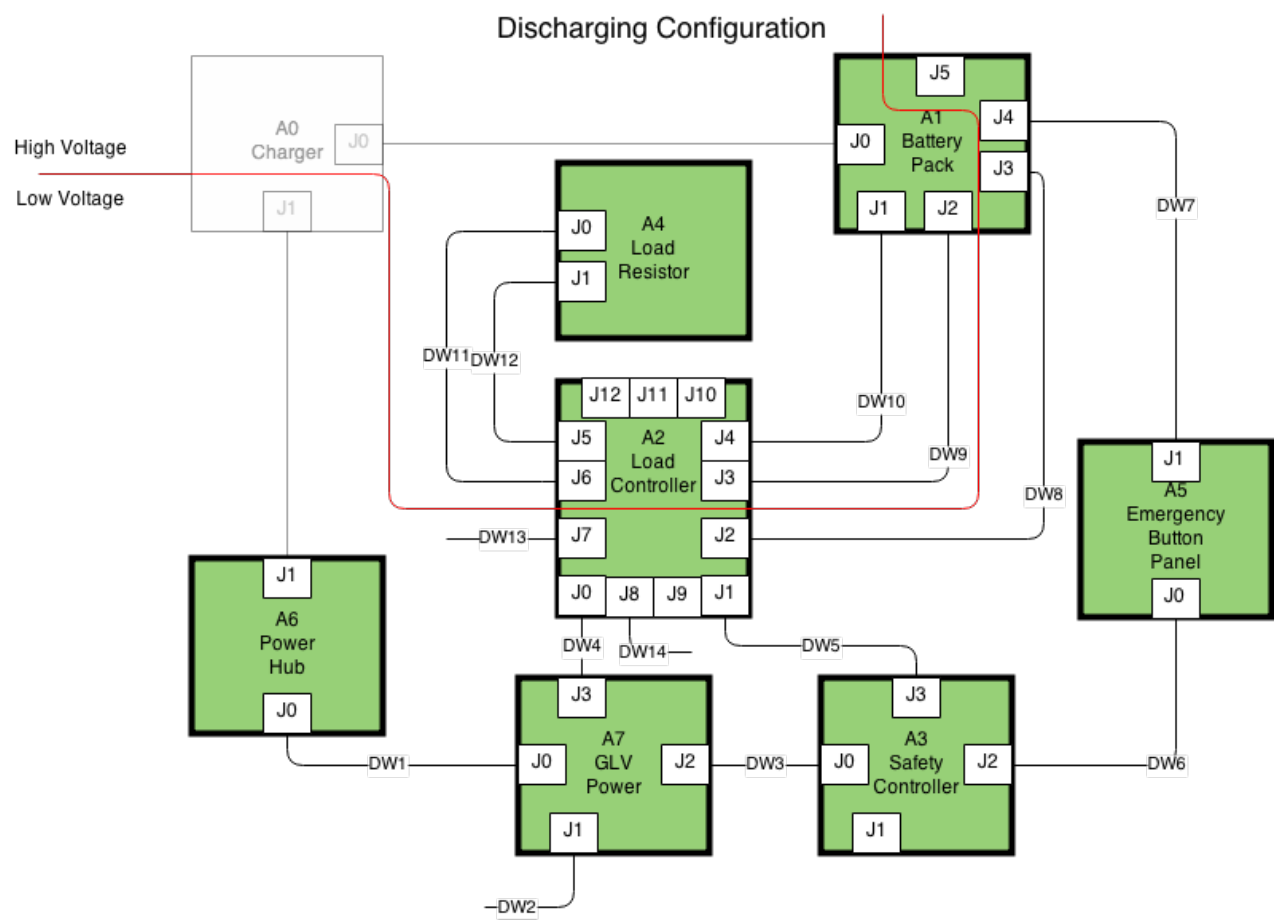 Discharging Configuration
High Voltage
Low Voltage
A0
Charger
J0
J1
J5
J4
A1
Battery
Pack
J0
J3
J1
J2
A4
Load
Resistor
J0
J1
DW7
DW11
DW12
DW10
DW9
DW8
J12
J11
J10
J5
A2
Load
Controller
J4
J6
J3
J7
J2
J0
J8
J9
J1
DW13
J1
A5
Emergency
Button
Panel
J0
J1
A6
Power
Hub
J0
DW4
DW14
DW5
DW1
J3
A7
GLV
Power
J0
J2
J1
DW3
J3
A3
Safety
Controller
J0
J2
J1
DW6
DW2